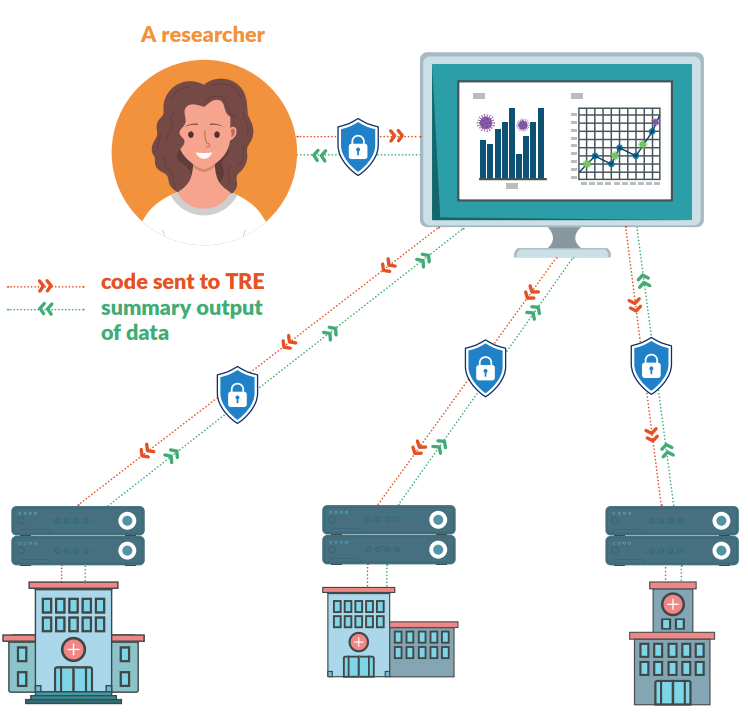 A researcher
code sent to TRE
summary output
of data